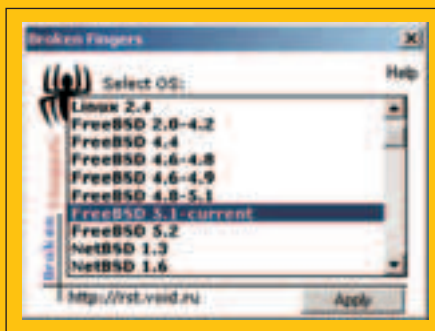 Broken Fingers
Help
Select OS:
Linux 2.4
FreeBSD 2.0-4.2
FreeBSD 4.4
FreeBSD 4.6-4.8
FreeBSD 4.6-4.9
FreeBSD 4.8-5.1
FreeBSD 5.1-current
FreeBSD 5.2
NetBSD 1.3
NetBSD 1.6
Broken
http://rst.void.ru
Apply